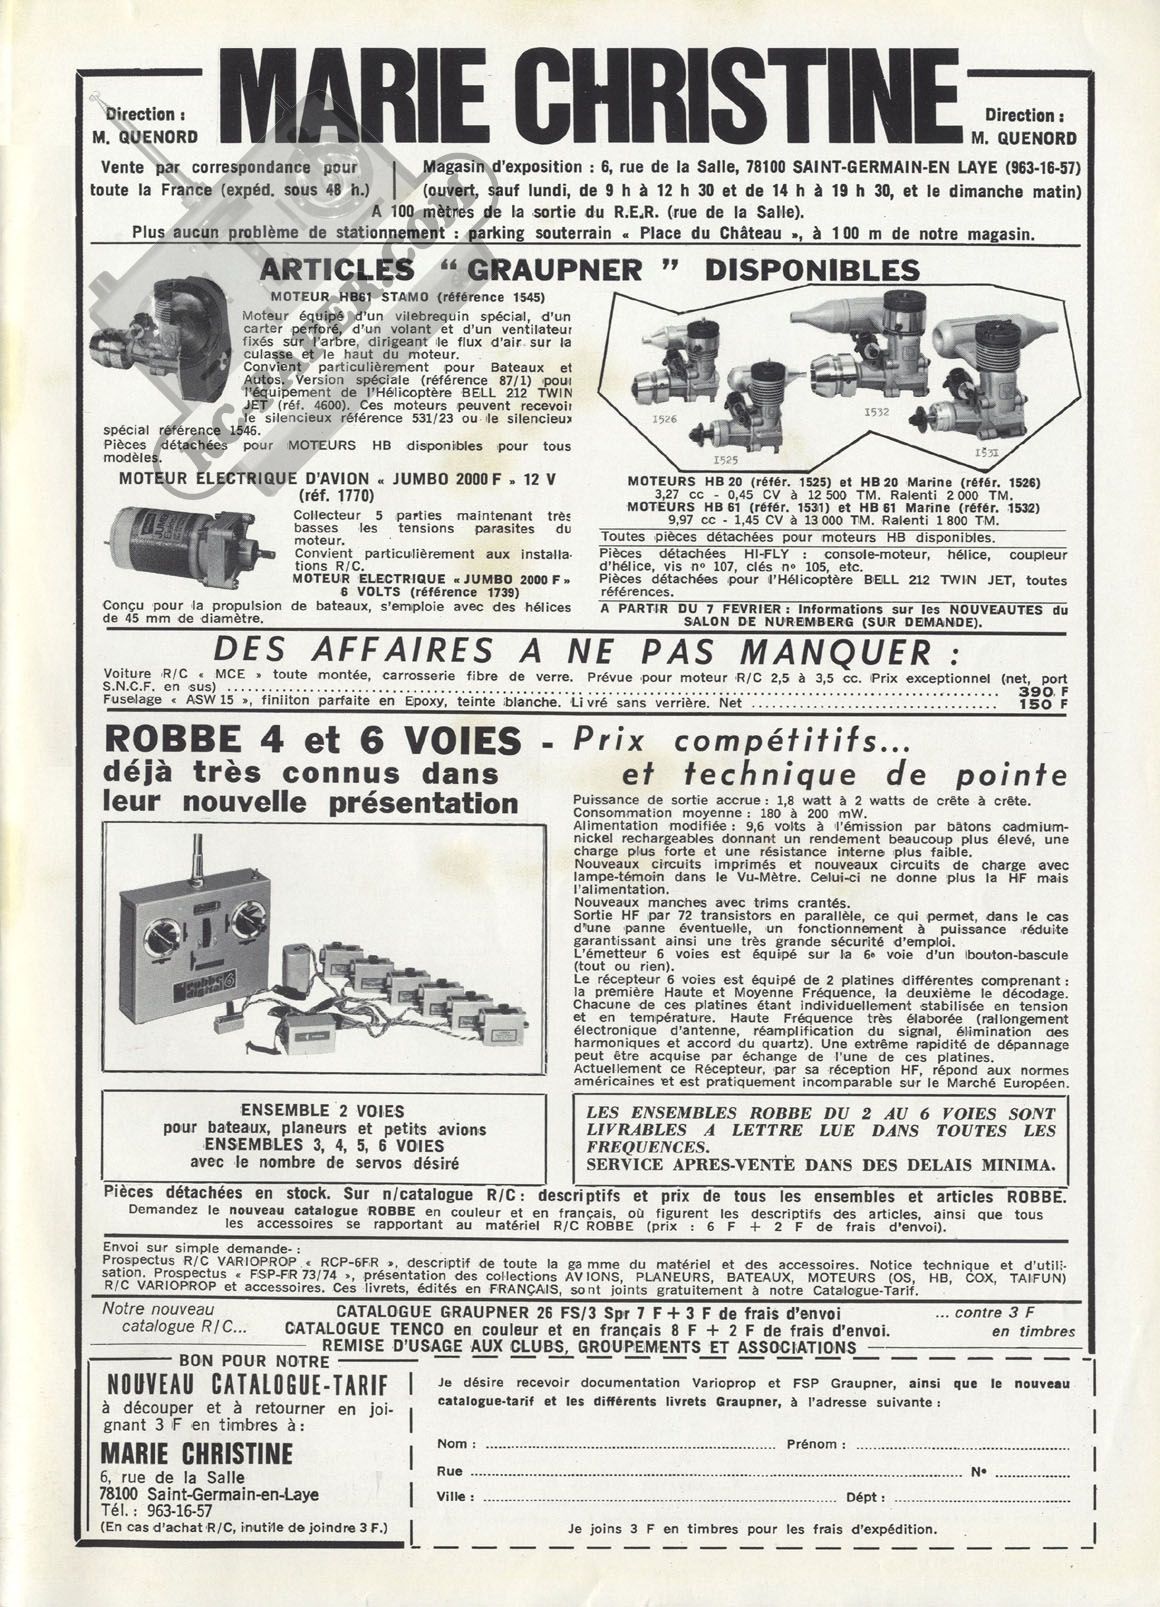 MARIE CHRISTINE
Direction :
M. QUENORD
Direction :
M. QUENORD
Vente par correspondance pour
toute la France (expéd. sous 48 h.)
Magasin d'exposition : 6, rue de la Salle, 78100 SAINT-GERMAIN-EN LAYE (963-16-57)
(ouvert, sauf lundi, de 9 h à 12 h 30 et de 14 h à 19 h 30, et le dimanche matin)
A 100 mètres de la sortie du R.E.R. (rue de la Salle).
Plus aucun problème de stationnement : parking souterrain « Place du Château », à 100 m de notre magasin.
ARTICLES " GRAUPNER " DISPONIBLES
MOTEUR HB61 STAMO (référence 1545)
Moteur équipé d'un vilebrequin spécial, d'un
carter perforé, d'un volant et d'un ventilateur
fixés sur l'arbre, dirigeant le flux d'air sur la
culasse et le haut du moteur.
Convient particulièrement pour Bateaux et
Autos. Version spéciale (référence 87/1) pour
l'équipement de l'Hélicoptère BELL 212 TWIN
JET (réf. 4600). Ces moteurs peuvent recevoir
le silencieux référence 531/23 ou le silencieux
spécial référence 1546.
Pièces détachées pour MOTEURS HB disponibles pour tous
modèles.
MOTEUR ELECTRIQUE D'AVION « JUMBO 2000 F » 12 V
(réf. 1770)
Collecteur 5 parties maintenant très
basses les tensions parasites du
moteur.
Convient particulièrement aux installa-
tions R/C.
MOTEUR ELECTRIQUE « JUMBO 2000 F »
6 VOLTS (référence 1739)
Conçu pour la propulsion de bateaux, s'emploie avec des hélices
de 45 mm de diamètre.
1526
1525
1532
1531
MOTEURS HB 20 (référ. 1525) et HB 20 Marine (référ. 1526)
3,27 cc - 0,45 CV à 12 500 TM. Ralenti 2 000 TM.
MOTEURS HB 61 (référ. 1531) et HB 61 Marine (référ. 1532)
9,97 cc - 1,45 CV à 13 000 TM. Ralenti 1 800 TM.
Toutes pièces détachées pour moteurs HB disponibles.
Pièces détachées HI-FLY : console-moteur, hélice, coupleur
d'hélice, vis n° 107, clés n° 105, etc.
Pièces détachées pour l'Hélicoptère BELL 212 TWIN JET, toutes
références.
A PARTIR DU 7 FEVRIER : Informations sur les NOUVEAUTES du
SALON DE NUREMBERG (SUR DEMANDE).
DES AFFAIRES A NE PAS MANQUER :
Voiture R/C « MCE » toute montée, carrosserie fibre de verre. Prévue pour moteur R/C 2,5 à 3,5 cc. Prix exceptionnel (net, port
S.N.C.F. en sus) .......... 390 F
Fuselage « ASW 15 », finiiton parfaite en Epoxy, teinte blanche. Livré sans verrière. Net .......... 150 F
ROBBE 4 et 6 VOIES - Prix compétitifs...
déjà très connus dans
leur nouvelle présentation
et technique de pointe
robbe
digital 6
Puissance de sortie accrue : 1,8 watt à 2 watts de crête à crête.
Consommation moyenne : 180 à 200 mW.
Alimentation modifiée : 9,6 volts à l'émission par bâtons cadmium-
nickel rechargeables donnant un rendement beaucoup plus élevé, une
charge plus forte et une résistance interne plus faible.
Nouveaux circuits imprimés et nouveaux circuits de charge avec
lampe-témoin dans le Vu-Mètre. Celui-ci ne donne plus la HF mais
l'alimentation.
Nouveaux manches avec trims crantés.
Sortie HF par 72 transistors en parallèle, ce qui permet, dans le cas
d'une panne éventuelle, un fonctionnement à puissance réduite
garantissant ainsi une très grande sécurité d'emploi.
L'émetteur 6 voies est équipé sur la 6e voie d'un bouton-bascule
(tout ou rien).
Le récepteur 6 voies est équipé de 2 platines différentes comprenant :
la première Haute et Moyenne Fréquence, la deuxième le décodage.
Chacune de ces platines étant individuellement stabilisée en tension
et en température. Haute Fréquence très élaborée (rallongement
électronique d'antenne, réamplification du signal, élimination des
harmoniques et accord du quartz). Une extrême rapidité de dépannage
peut être acquise par échange de l'une de ces platines.
Actuellement ce Récepteur, par sa réception HF, répond aux normes
américaines et est pratiquement incomparable sur le Marché Européen.
ENSEMBLE 2 VOIES
pour bateaux, planeurs et petits avions
ENSEMBLES 3, 4, 5, 6 VOIES
avec le nombre de servos désiré
LES ENSEMBLES ROBBE DU 2 AU 6 VOIES SONT
LIVRABLES A LETTRE LUE DANS TOUTES LES
FREQUENCES.
SERVICE APRES-VENTE DANS DES DELAIS MINIMA.
Pièces détachées en stock. Sur n/catalogue R/C : descriptifs et prix de tous les ensembles et articles ROBBE.
Demandez le nouveau catalogue ROBBE en couleur et en français, où figurent les descriptifs des articles, ainsi que tous
les accessoires se rapportant au matériel R/C ROBBE (prix : 6 F + 2 F de frais d'envoi).
Envoi sur simple demande- :
Prospectus R/C VARIOPROP « RCP-6FR », descriptif de toute la gamme du matériel et des accessoires. Notice technique et d'utili-
sation. Prospectus « FSP-FR 73/74 », présentation des collections AVIONS, PLANEURS, BATEAUX, MOTEURS (OS, HB, COX, TAIFUN)
R/C VARIOPROP et accessoires. Ces livrets, édités en FRANÇAIS, sont joints gratuitement à notre Catalogue-Tarif.
Notre nouveau
catalogue R/C...
CATALOGUE GRAUPNER 26 FS/3 Spr 7 F + 3 F de frais d'envoi
CATALOGUE TENCO en couleur et en français 8 F + 2 F de frais d'envoi.
... contre 3 F
en timbres
REMISE D'USAGE AUX CLUBS, GROUPEMENTS ET ASSOCIATIONS
BON POUR NOTRE
NOUVEAU CATALOGUE-TARIF
à découper et à retourner en joi-
gnant 3 F en timbres à :
MARIE CHRISTINE
6, rue de la Salle
78100 Saint-Germain-en-Laye
Tél. : 963-16-57
(En cas d'achat R/C, inutile de joindre 3 F.)
Je désire recevoir documentation Varioprop et FSP Graupner, ainsi que le nouveau
catalogue-tarif et les différents livrets Graupner, à l'adresse suivante :
Nom : .......... Prénom : ..........
Rue .......... N° ..........
Ville : .......... Dépt : ..........
Je joins 3 F en timbres pour les frais d'expédition.